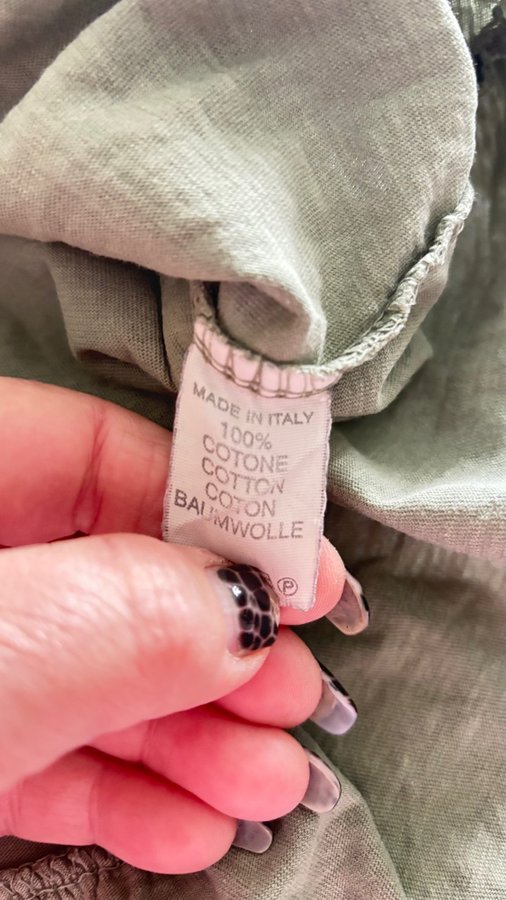 MADE IN ITALY
100%
COTONE
COTTON
COTON
BAUMWOLLE
P